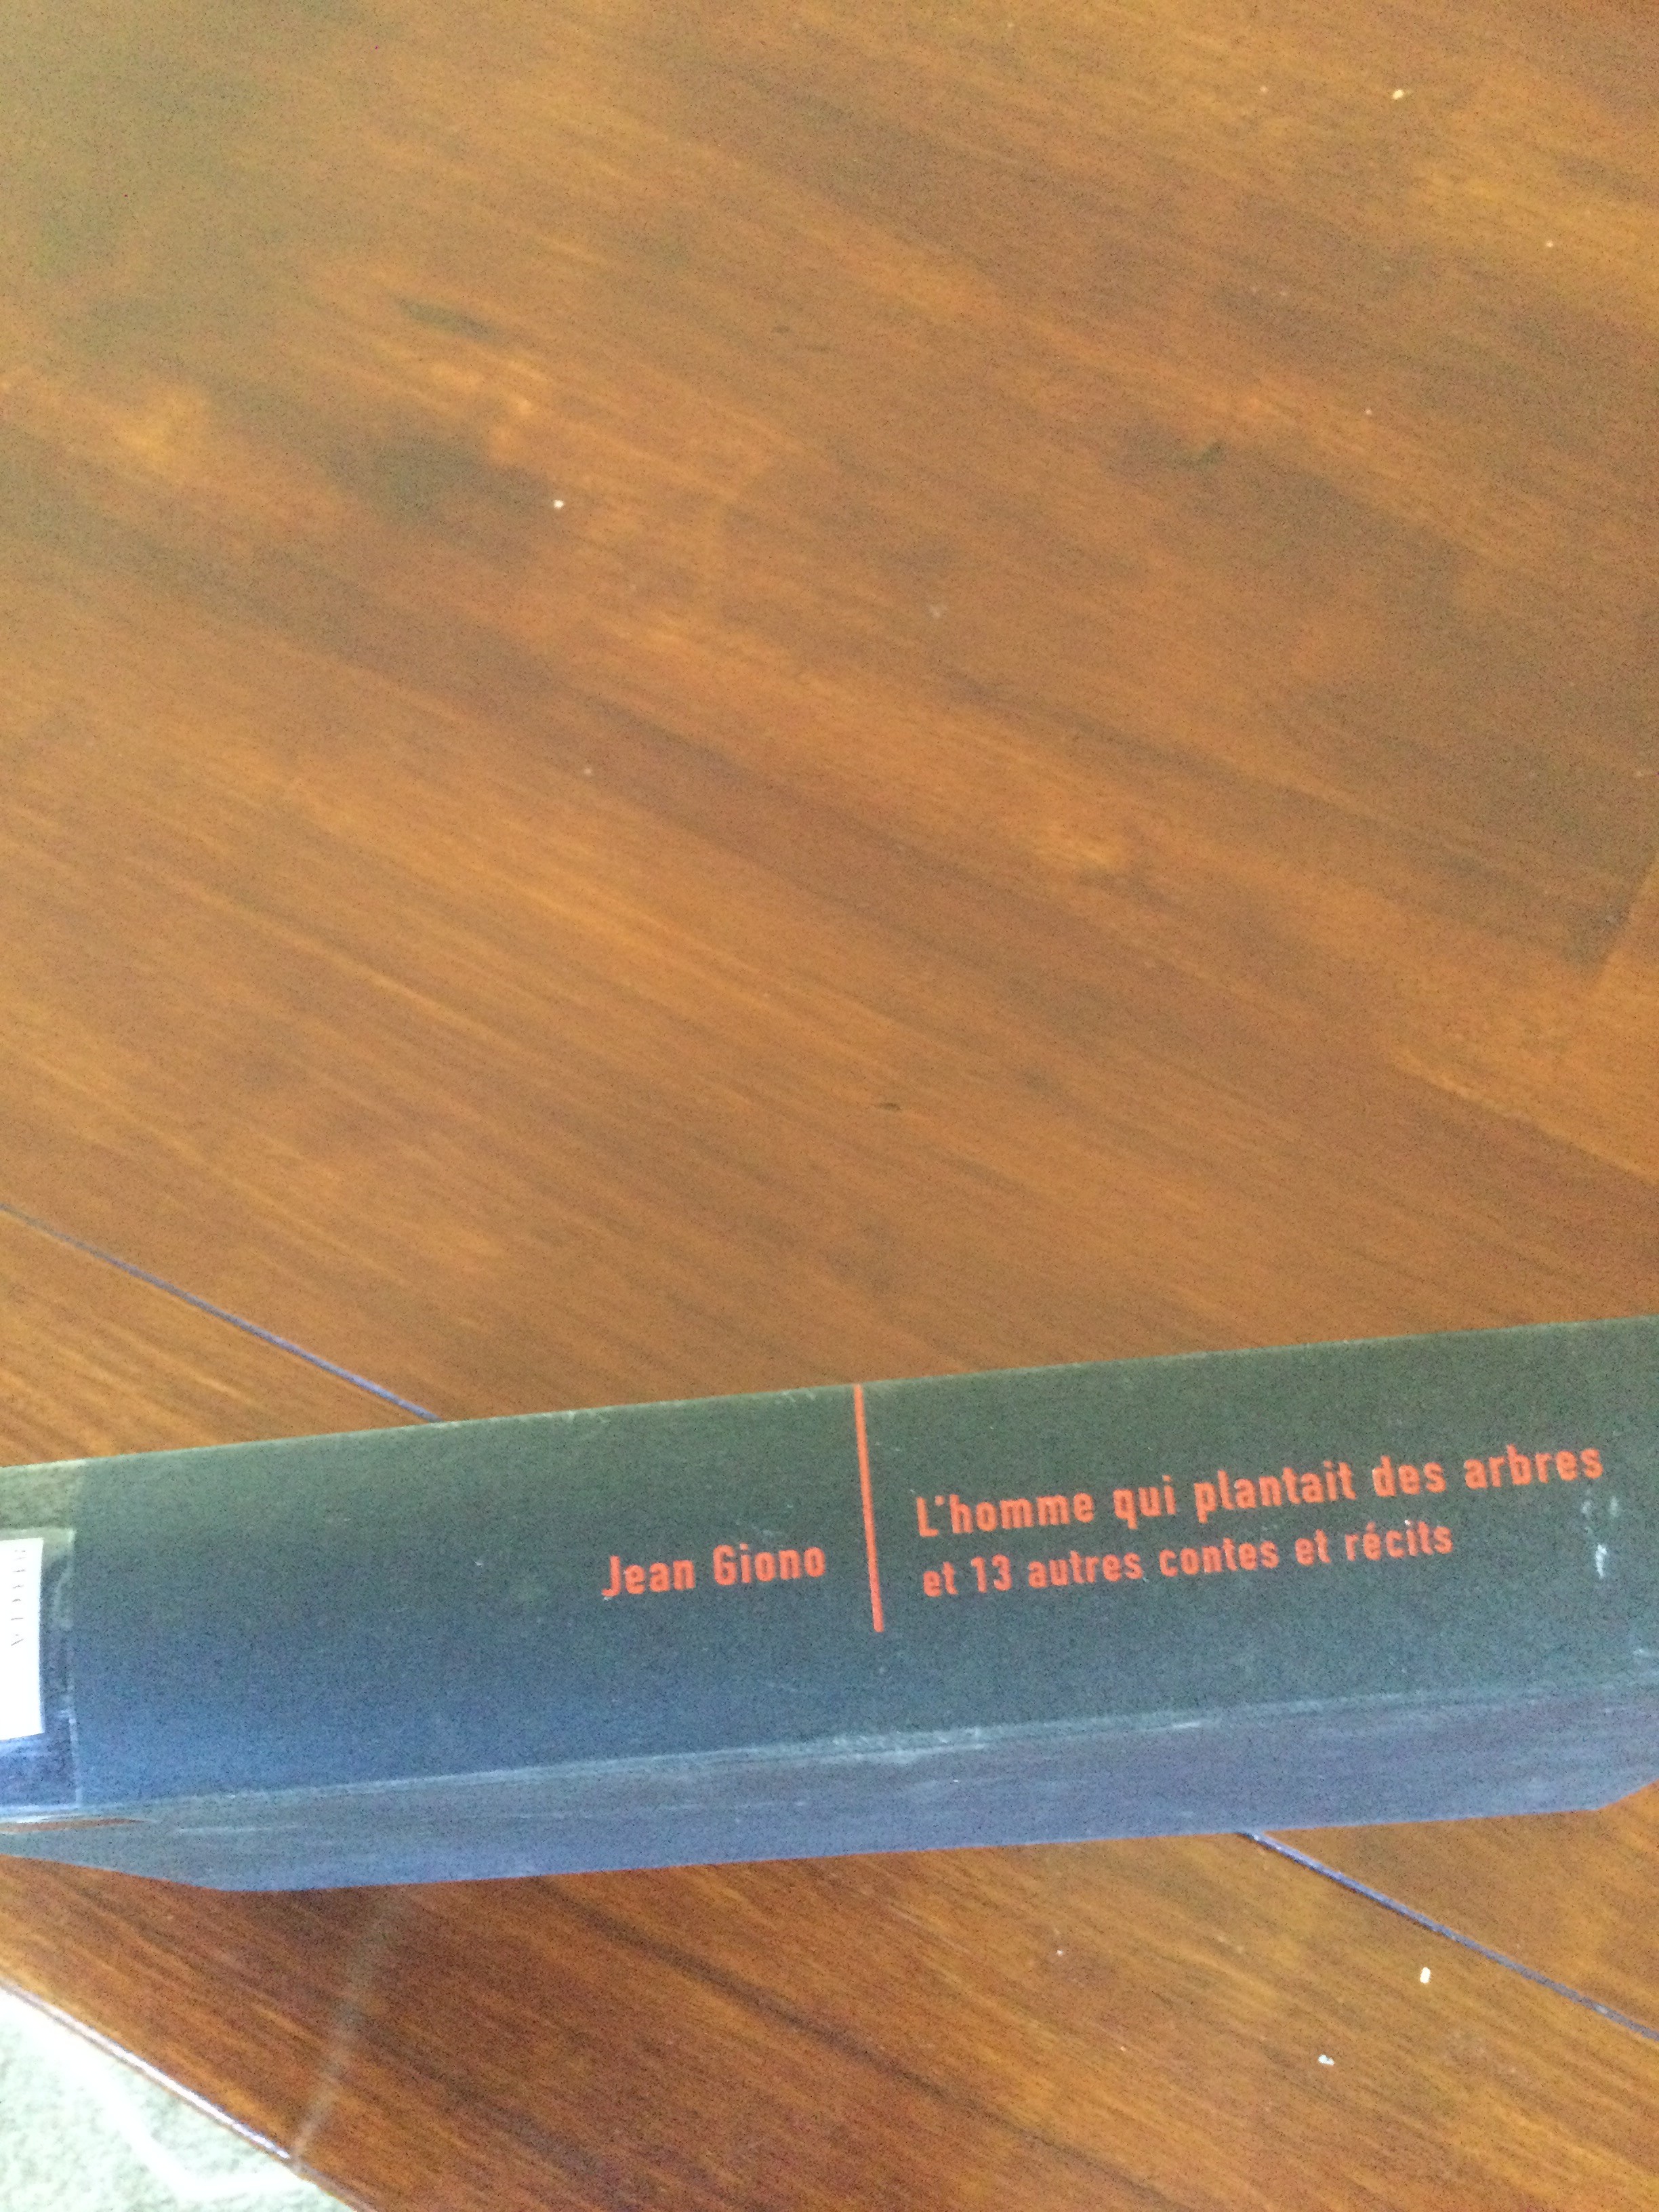 Jean Giono
L'homme qui plantait des arbres
et 13 autres contes et récits